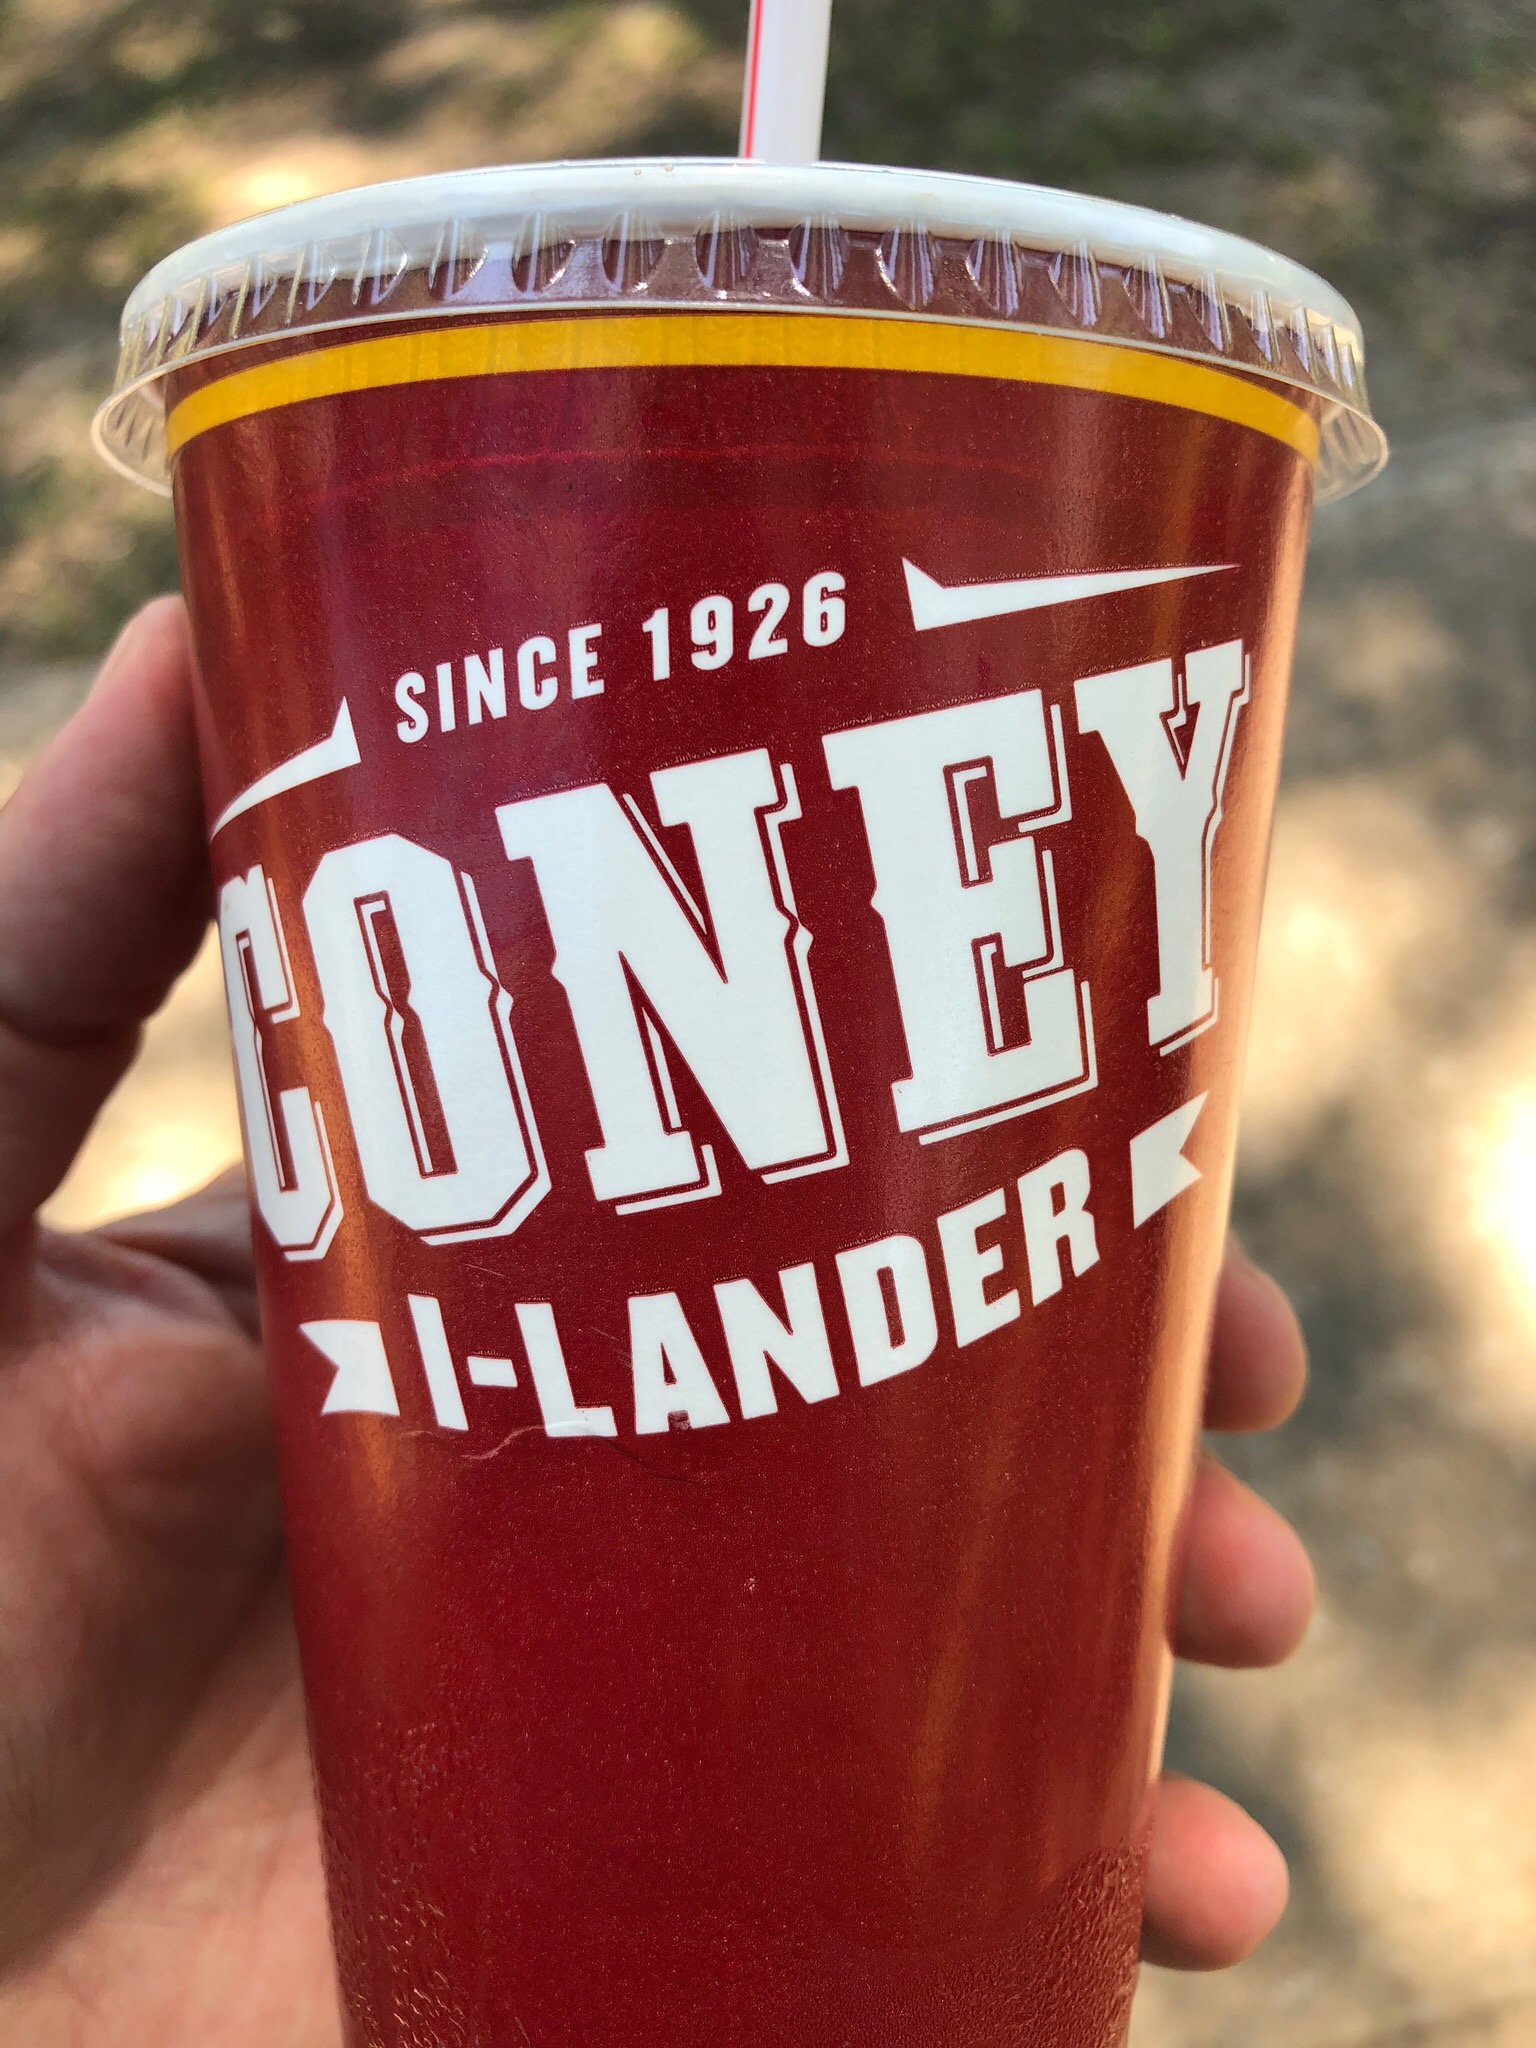 SINCE 1926
CONEY
I-LANDER